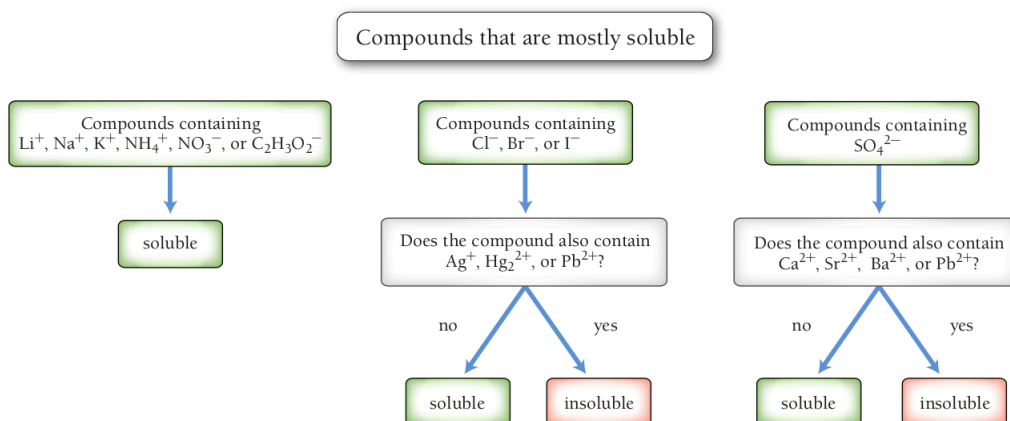 Compounds that are mostly soluble
Compounds containing
Li⁺, Na⁺, K⁺, NH₄⁺, NO₃⁻, or C₂H₃O₂⁻
soluble
Compounds containing
Cl⁻, Br⁻, or I⁻
Does the compound also contain
Ag⁺, Hg₂²⁺, or Pb²⁺?
no
yes
soluble
insoluble
Compounds containing
SO₄²⁻
Does the compound also contain
Ca²⁺, Sr²⁺, Ba²⁺, or Pb²⁺?
no
yes
soluble
insoluble